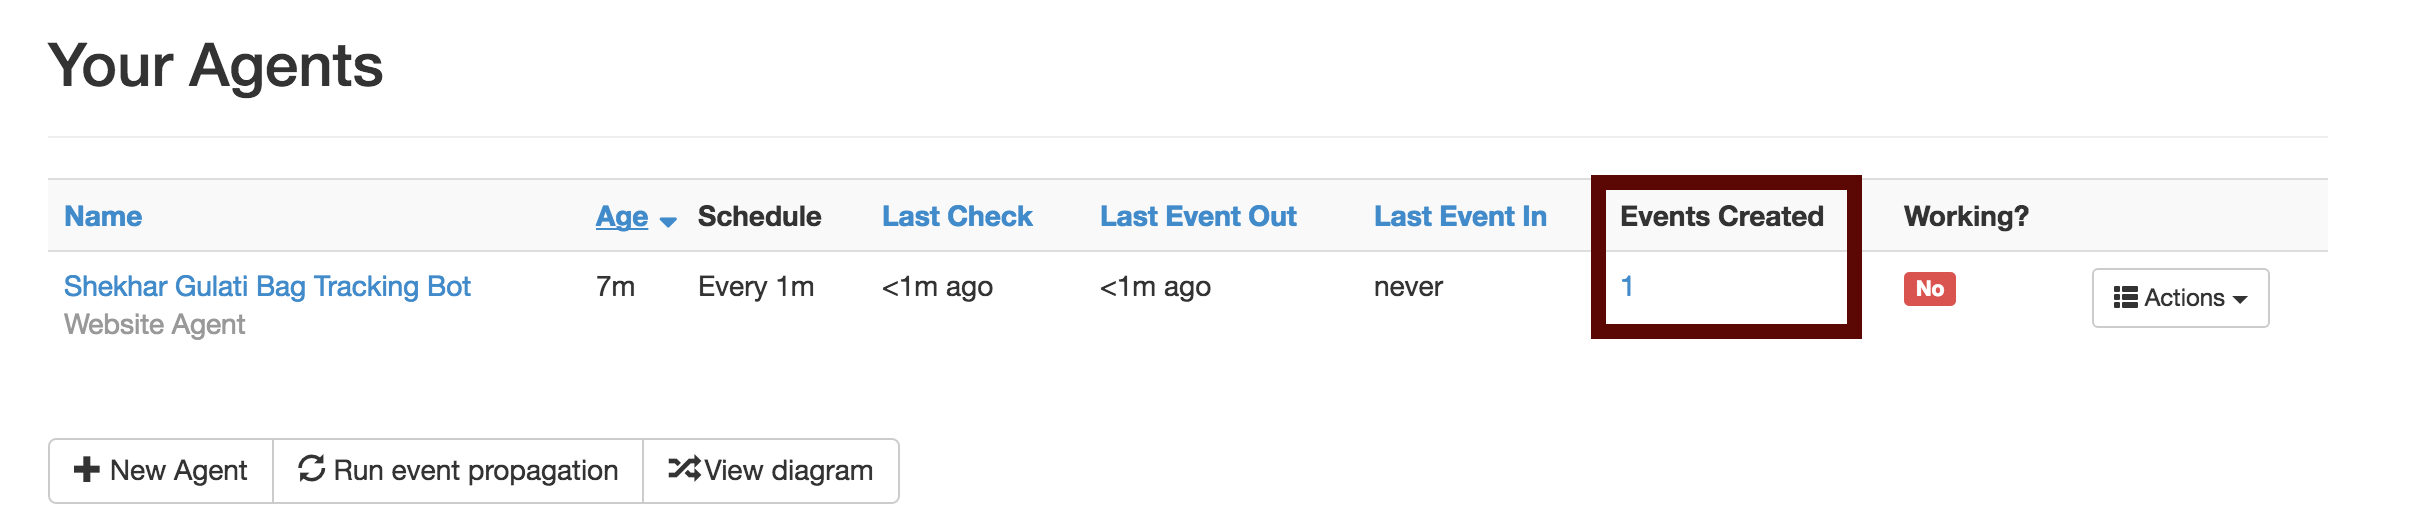 Your Agents
Name Age Schedule Last Check Last Event Out Last Event In Events Created Working?
Shekhar Gulati Bag Tracking Bot 7m Every 1m <1m ago <1m ago never 1 No Actions
Website Agent
New Agent Run event propagation View diagram